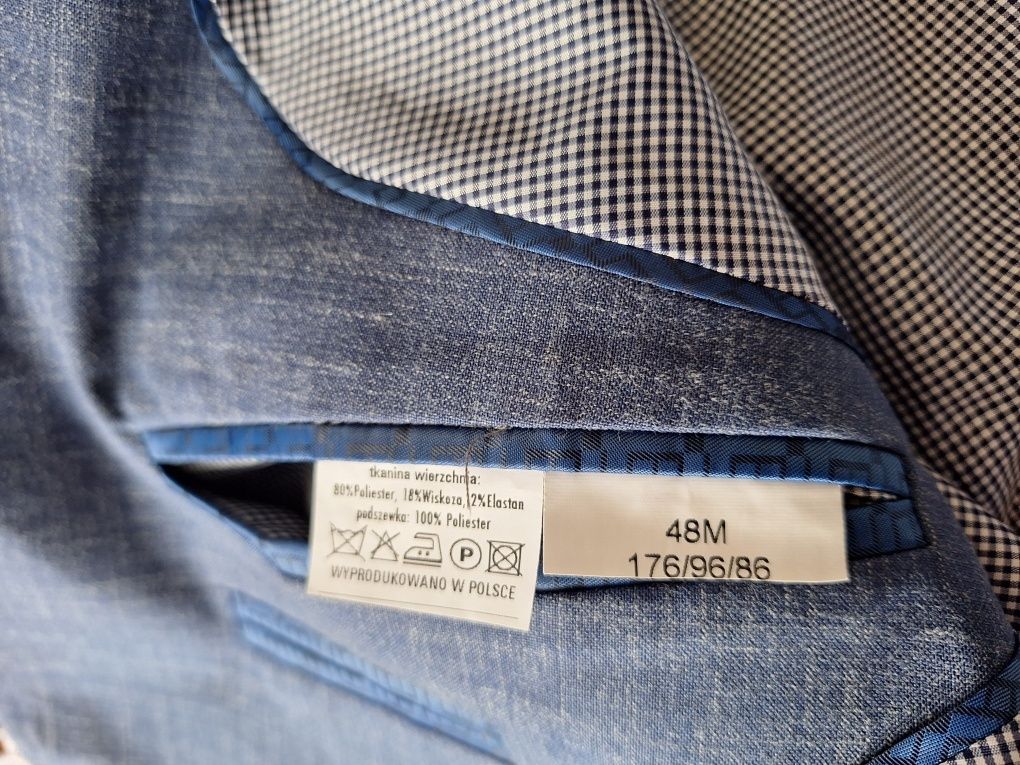 tkanina wierzchnia:
80%Poliester, 18%Wiskoza, 2%Elastan
podszewka: 100% Poliester
P
WYPRODUKOWANO W POLSCE
48M
176/96/86